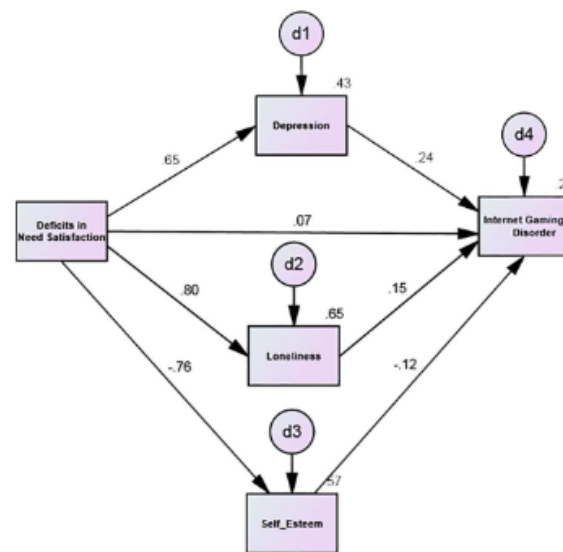 d1
.43
Depression
d4
.65
.24
.2
Deficits in
Need Satisfaction
Internet Gaming
Disorder
.07
d2
.80
.65
.15
Loneliness
-.76
-.12
d3
.57
Self_Esteem